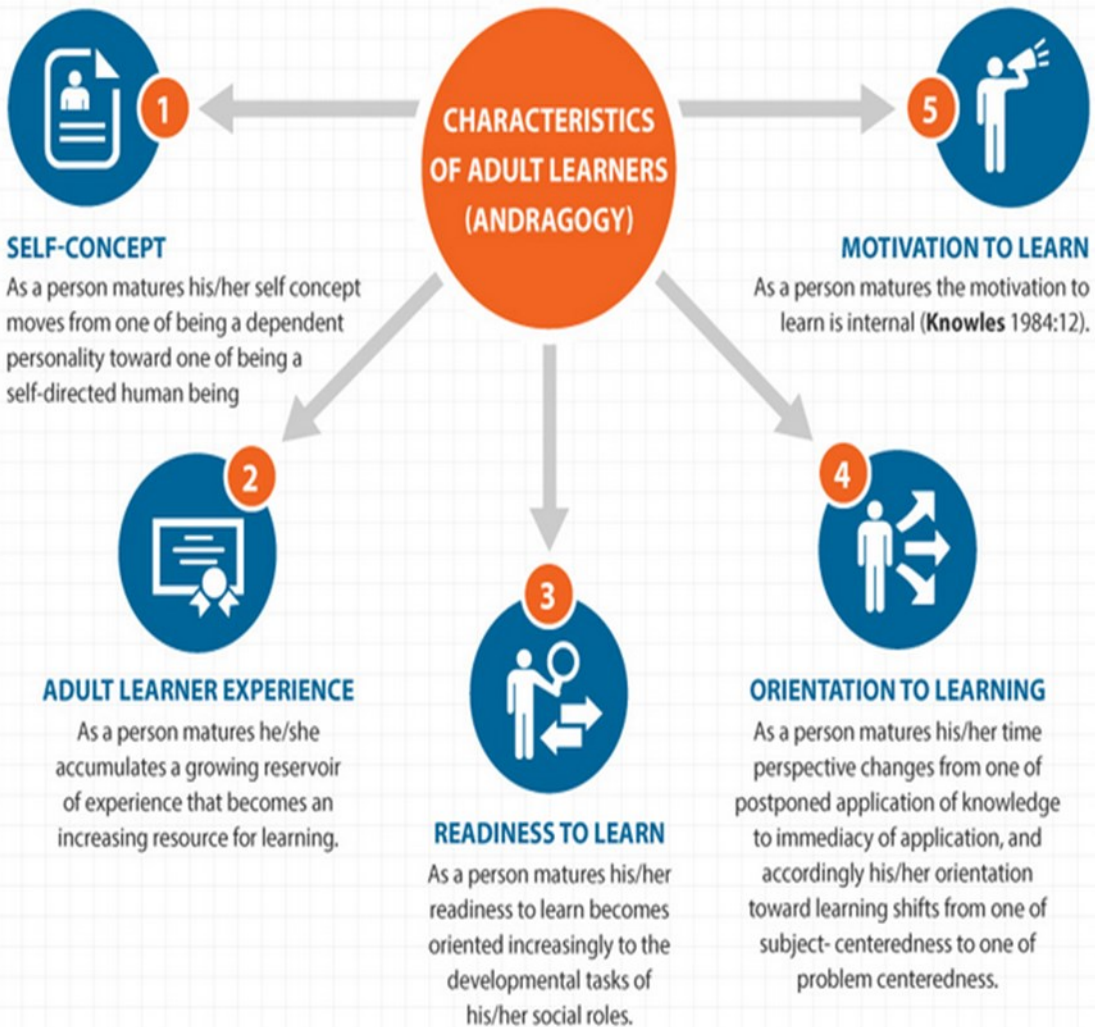 CHARACTERISTICS
OF ADULT LEARNERS
(ANDRAGOGY)
1
SELF-CONCEPT
As a person matures his/her self concept
moves from one of being a dependent
personality toward one of being a
self-directed human being
2
ADULT LEARNER EXPERIENCE
As a person matures he/she
accumulates a growing reservoir
of experience that becomes an
increasing resource for learning.
3
READINESS TO LEARN
As a person matures his/her
readiness to learn becomes
oriented increasingly to the
developmental tasks of
his/her social roles.
4
ORIENTATION TO LEARNING
As a person matures his/her time
perspective changes from one of
postponed application of knowledge
to immediacy of application, and
accordingly his/her orientation
toward learning shifts from one of
subject- centeredness to one of
problem centeredness.
5
MOTIVATION TO LEARN
As a person matures the motivation to
learn is internal (Knowles 1984:12).